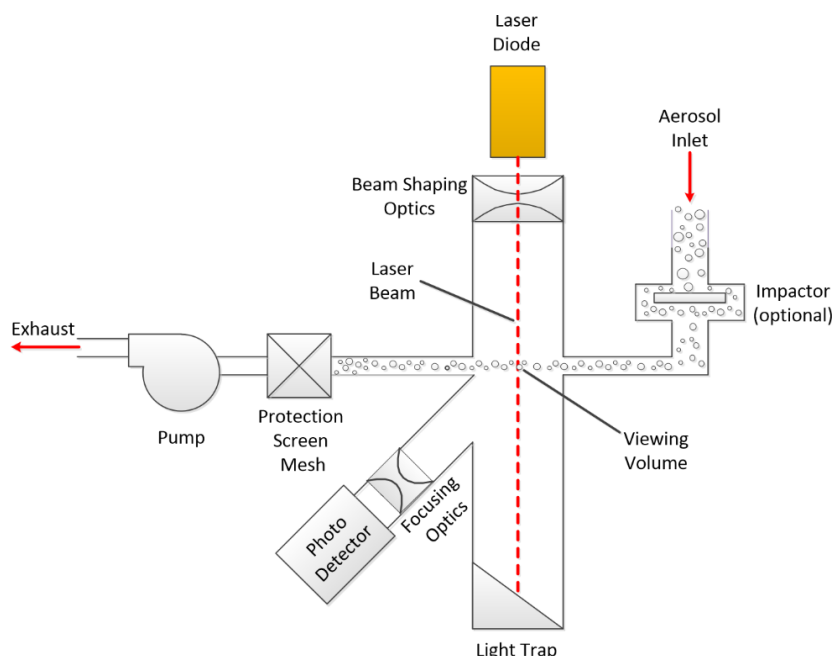 Laser
Diode
Aerosol
Inlet
Beam Shaping
Optics
Laser
Beam
Impactor
(optional)
Exhaust
Pump
Protection
Screen
Mesh
Viewing
Volume
Focusing
Optics
Photo
Detector
Light Trap